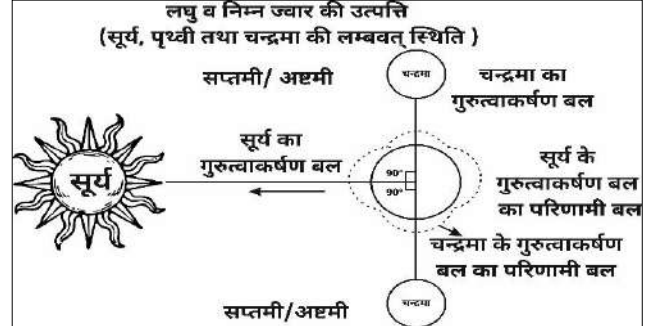 लघु व निम्न ज्वार की उत्पत्ति
(सूर्य, पृथ्वी तथा चन्द्रमा की लम्बवत् स्थिति )
सप्तमी/ अष्टमी
चन्द्रमा
चन्द्रमा का
गुरुत्वाकर्षण बल
सूर्य का
गुरुत्वाकर्षण बल
सूर्य
90°
90°
सूर्य के
गुरुत्वाकर्षण बल
का परिणामी बल
चन्द्रमा के गुरुत्वाकर्षण
बल का परिणामी बल
सप्तमी/अष्टमी
चन्द्रमा